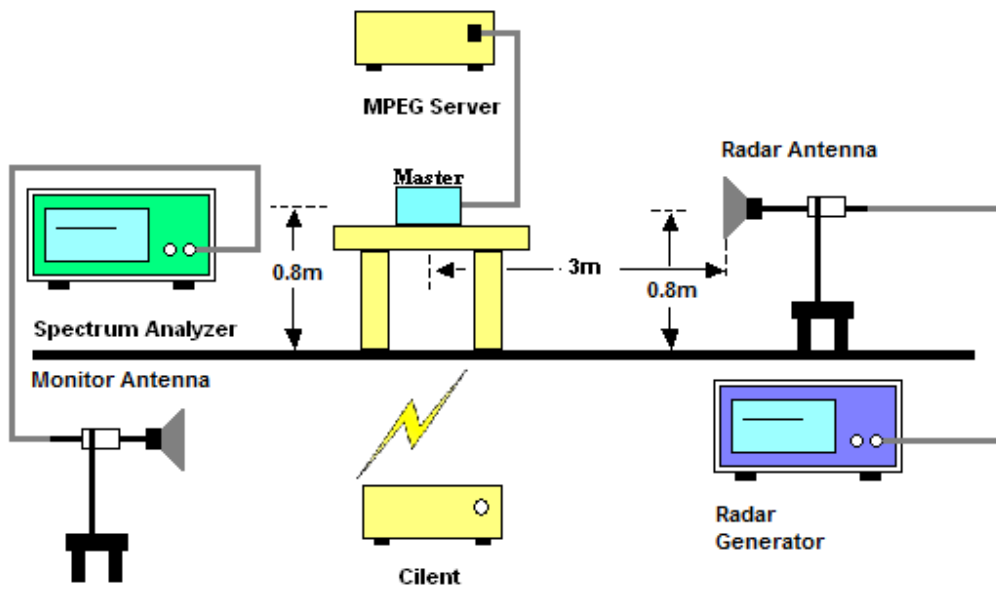 MPEG Server
Radar Antenna
Master
0.8m
3m
0.8m
Spectrum Analyzer
Monitor Antenna
Radar
Generator
Cilent